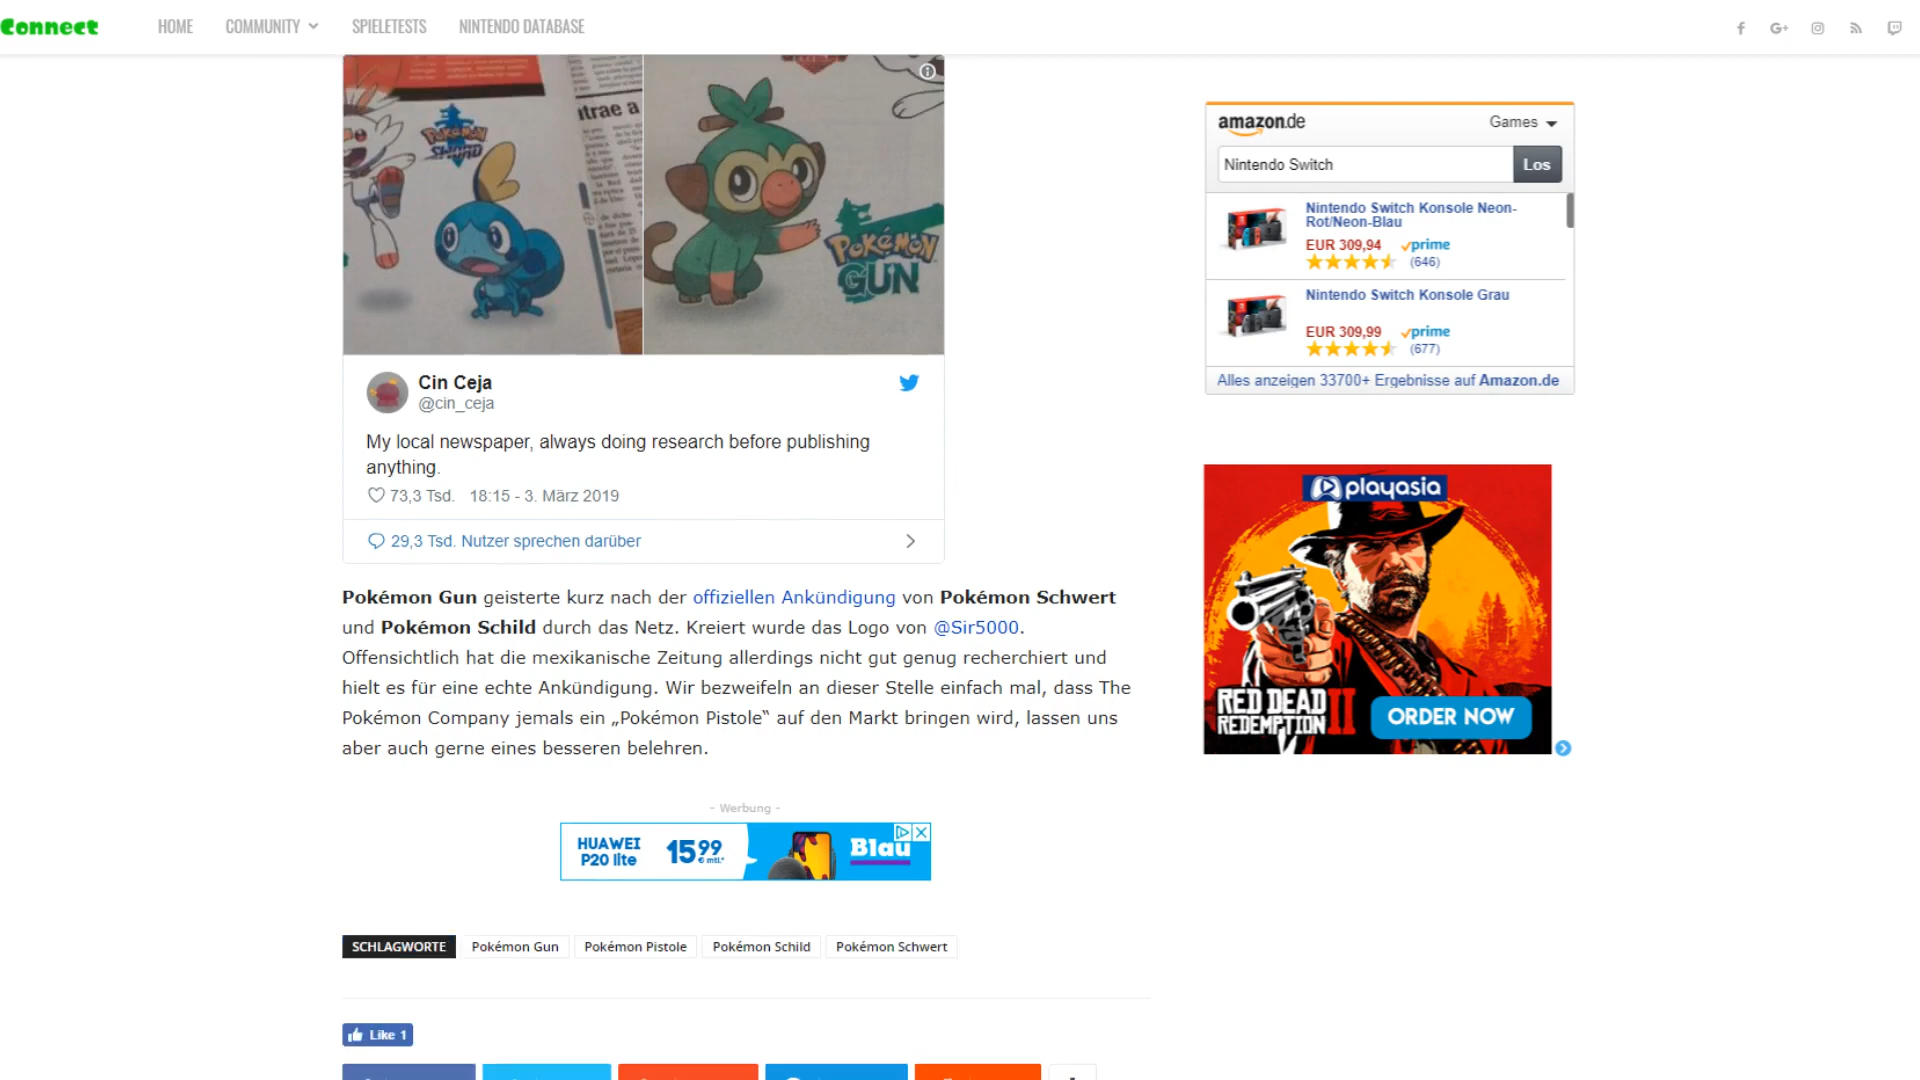 Connect
HOME
COMMUNITY
SPIELETESTS
NINTENDO DATABASE
POKÉMON
SWORD
trae a
POKÉMON
GUN
Cin Ceja
@cin_ceja
My local newspaper, always doing research before publishing
anything.
73,3 Tsd. 18:15 - 3. März 2019
29,3 Tsd. Nutzer sprechen darüber
Pokémon Gun geisterte kurz nach der offiziellen Ankündigung von Pokémon Schwert
und Pokémon Schild durch das Netz. Kreiert wurde das Logo von @Sir5000.
Offensichtlich hat die mexikanische Zeitung allerdings nicht gut genug recherchiert und
hielt es für eine echte Ankündigung. Wir bezweifeln an dieser Stelle einfach mal, dass The
Pokémon Company jemals ein „Pokémon Pistole“ auf den Markt bringen wird, lassen uns
aber auch gerne eines besseren belehren.
- Werbung -
HUAWEI
P20 lite
15⁹⁹
€ mtl.*
Blau
SCHLAGWORTE
Pokémon Gun
Pokémon Pistole
Pokémon Schild
Pokémon Schwert
Like 1
amazon.de
Games
Nintendo Switch
Los
Nintendo Switch Konsole Neon-
Rot/Neon-Blau
EUR 309,94 prime
(646)
Nintendo Switch Konsole Grau
EUR 309,99 prime
(677)
Alles anzeigen 33700+ Ergebnisse auf Amazon.de
playasia
RED DEAD
REDEMPTION II
ORDER NOW